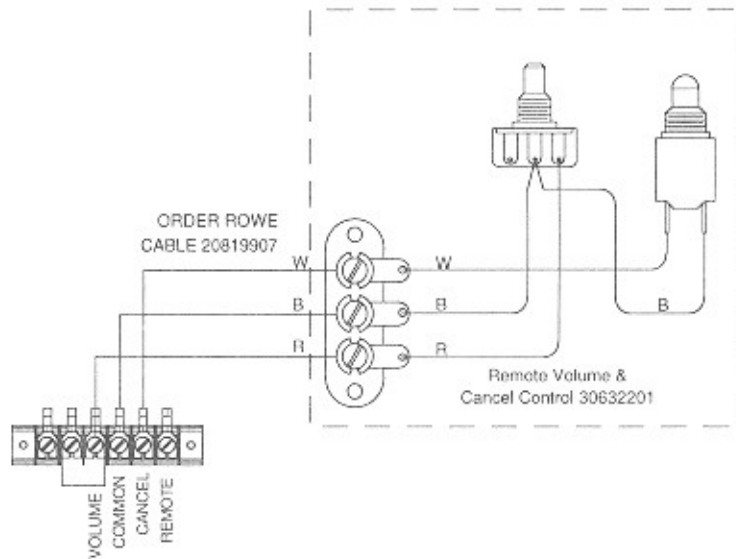 ORDER ROWE
CABLE 20819907
W
W
B
B
B
R
R
Remote Volume &
Cancel Control 30632201
VOLUME
COMMON
CANCEL
REMOTE